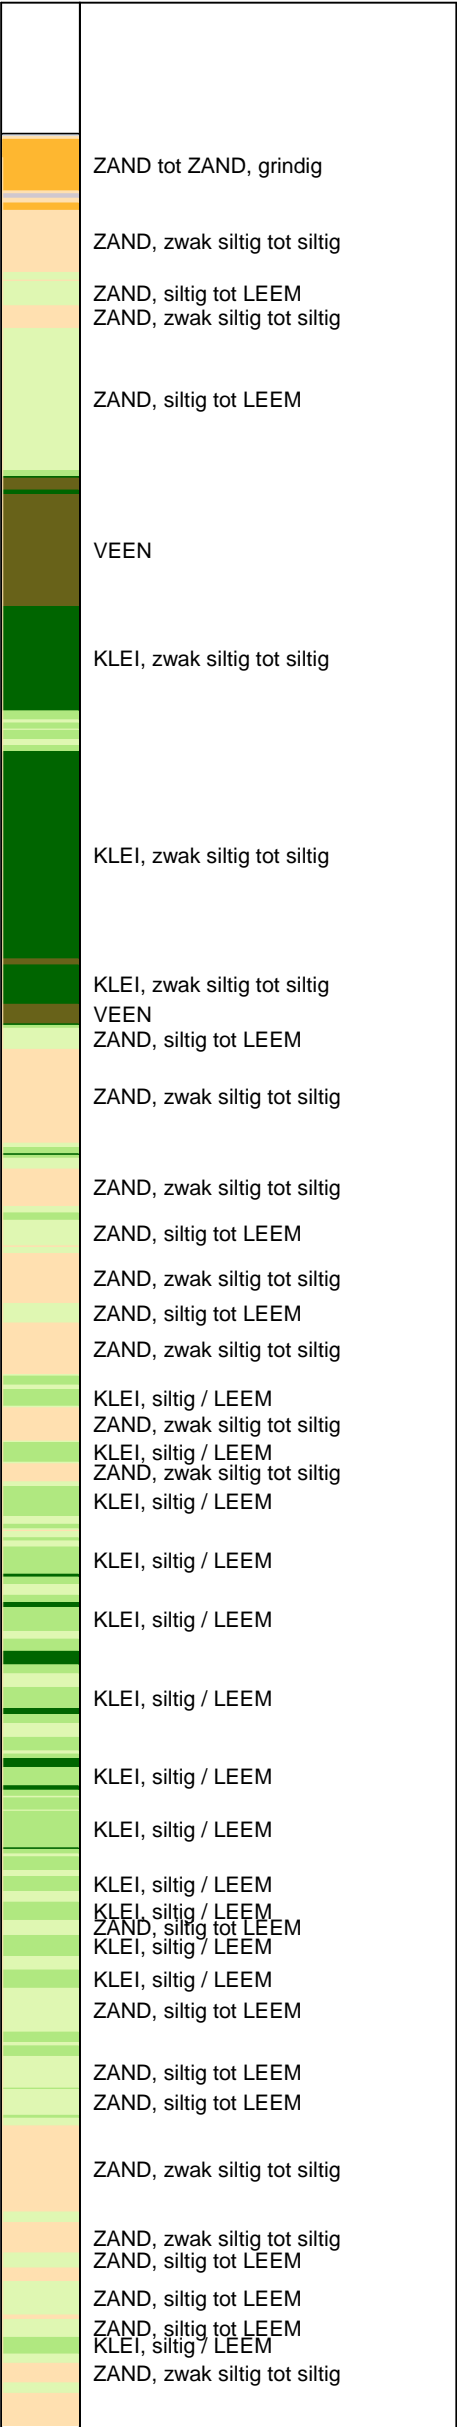 ZAND tot ZAND, grindig
ZAND, zwak siltig tot siltig
ZAND, siltig tot LEEM
ZAND, zwak siltig tot siltig
ZAND, siltig tot LEEM
VEEN
KLEI, zwak siltig tot siltig
KLEI, zwak siltig tot siltig
KLEI, zwak siltig tot siltig
VEEN
ZAND, siltig tot LEEM
ZAND, zwak siltig tot siltig
ZAND, zwak siltig tot siltig
ZAND, siltig tot LEEM
ZAND, zwak siltig tot siltig
ZAND, siltig tot LEEM
ZAND, zwak siltig tot siltig
KLEI, siltig / LEEM
ZAND, zwak siltig tot siltig
KLEI, siltig / LEEM
ZAND, zwak siltig tot siltig
KLEI, siltig / LEEM
KLEI, siltig / LEEM
KLEI, siltig / LEEM
KLEI, siltig / LEEM
KLEI, siltig / LEEM
KLEI, siltig / LEEM
KLEI, siltig / LEEM
KLEI, siltig / LEEM
ZAND, siltig tot LEEM
KLEI, siltig / LEEM
KLEI, siltig / LEEM
ZAND, siltig tot LEEM
ZAND, siltig tot LEEM
ZAND, siltig tot LEEM
ZAND, zwak siltig tot siltig
ZAND, zwak siltig tot siltig
ZAND, siltig tot LEEM
ZAND, siltig tot LEEM
ZAND, siltig tot LEEM
KLEI, siltig / LEEM
ZAND, zwak siltig tot siltig